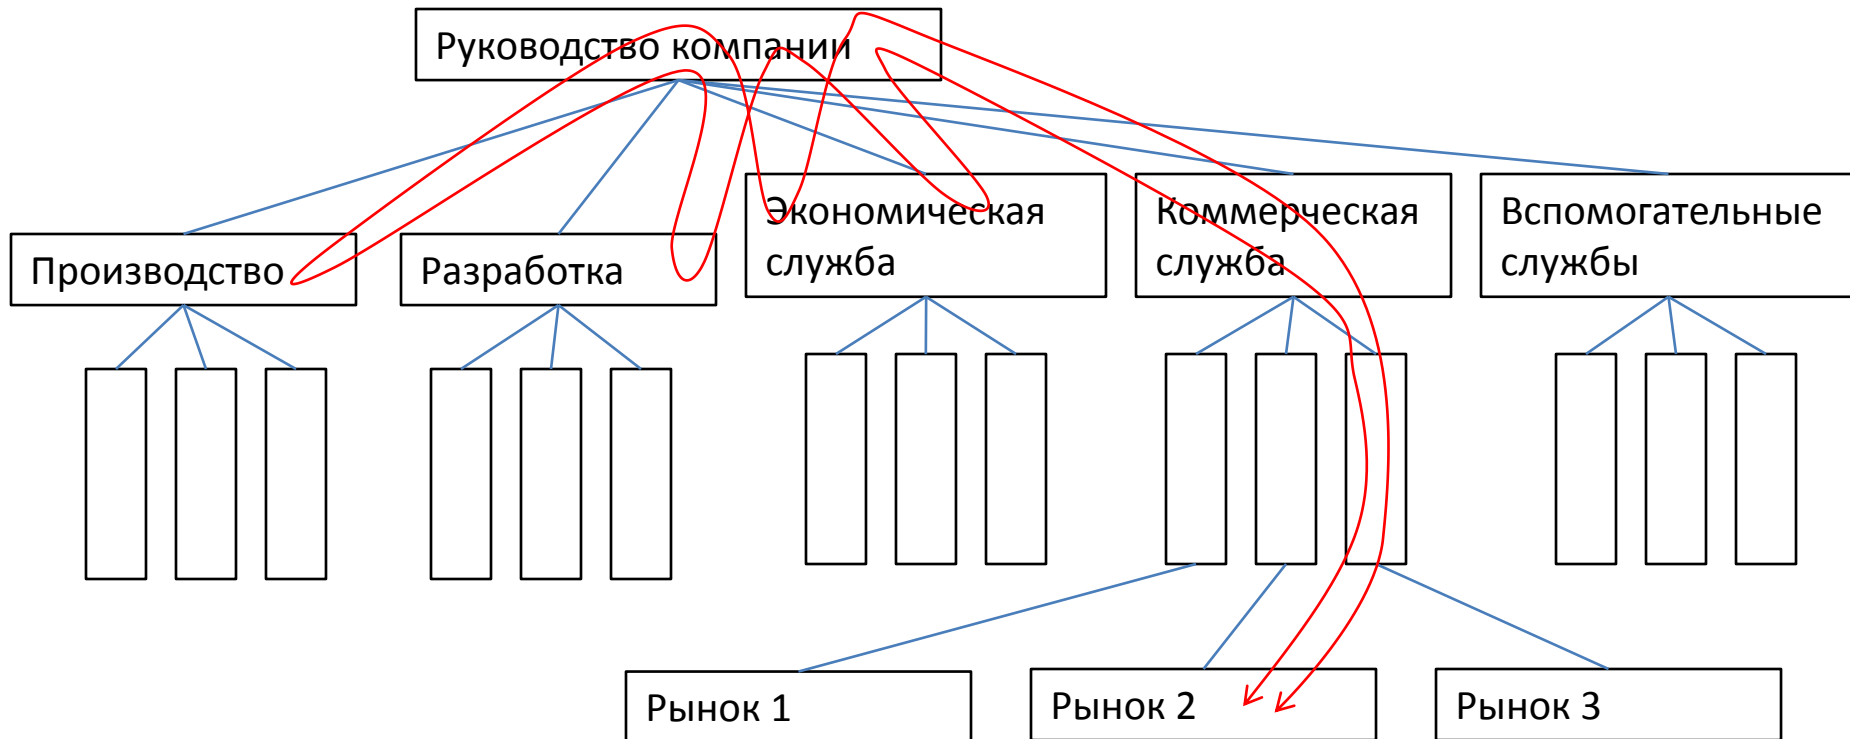 Руководство компании
Производство
Разработка
Экономическая
служба
Коммерческая
служба
Вспомогательные
службы
Рынок 1
Рынок 2
Рынок 3